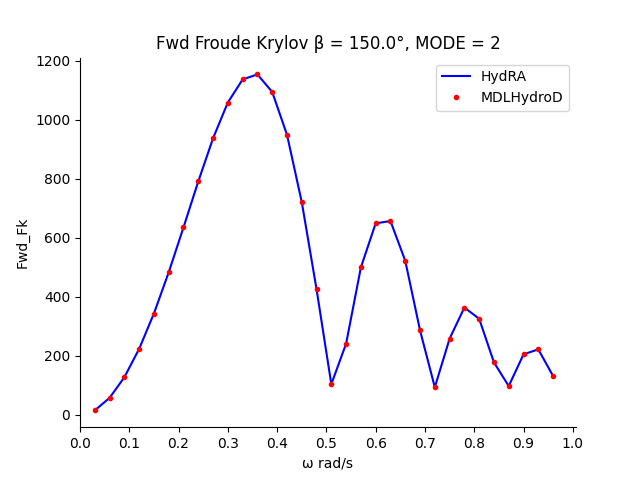 Fwd Froude Krylov β = 150.0°, MODE = 2
HydRA
MDLHydroD
Fwd_Fk
1200
1000
800
600
400
200
0
0.0 0.1 0.2 0.3 0.4 0.5 0.6 0.7 0.8 0.9 1.0
ω rad/s